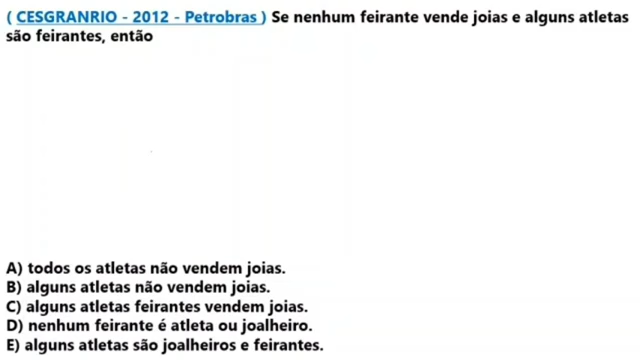 ( CESGRANRIO - 2012 - Petrobras ) Se nenhum feirante vende joias e alguns atletas
são feirantes, então
A) todos os atletas não vendem joias.
B) alguns atletas não vendem joias.
C) alguns atletas feirantes vendem joias.
D) nenhum feirante é atleta ou joalheiro.
E) alguns atletas são joalheiros e feirantes.